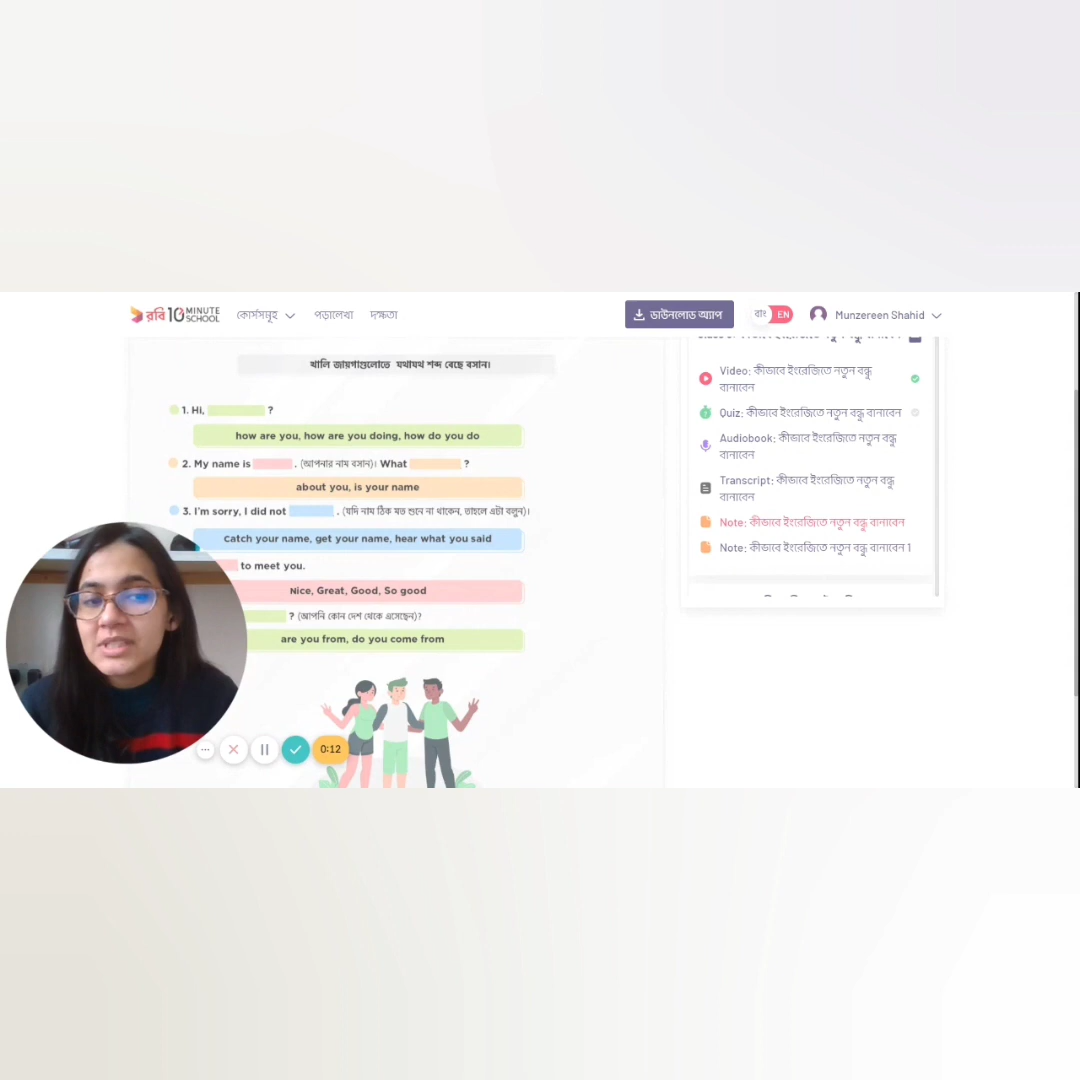 রবি 10 MINUTE SCHOOL
কোর্সসমূহ
পড়ালেখা
দক্ষতা
ডাউনলোড অ্যাপ
বাং EN
Munzereen Shahid
খালি জায়গাগুলোতে যথাযথ শব্দ বেছে বসান।
1. Hi, ?
how are you, how are you doing, how do you do
2. My name is . (আপনার নাম বসান)। What ?
about you, is your name
3. I'm sorry, I did not . (যদি নাম ঠিক মত শুনে না থাকেন, তাহলে এটা বলুন)।
catch your name, get your name, hear what you said
to meet you.
Nice, Great, Good, So good
? (আপনি কোন দেশ থেকে এসেছেন)?
are you from, do you come from
0:12
Video: কীভাবে ইংরেজিতে নতুন বন্ধু
বানাবেন
Quiz: কীভাবে ইংরেজিতে নতুন বন্ধু বানাবেন
Audiobook: কীভাবে ইংরেজিতে নতুন বন্ধু
বানাবেন
Transcript: কীভাবে ইংরেজিতে নতুন বন্ধু
বানাবেন
Note: কীভাবে ইংরেজিতে নতুন বন্ধু বানাবেন
Note: কীভাবে ইংরেজিতে নতুন বন্ধু বানাবেন 1